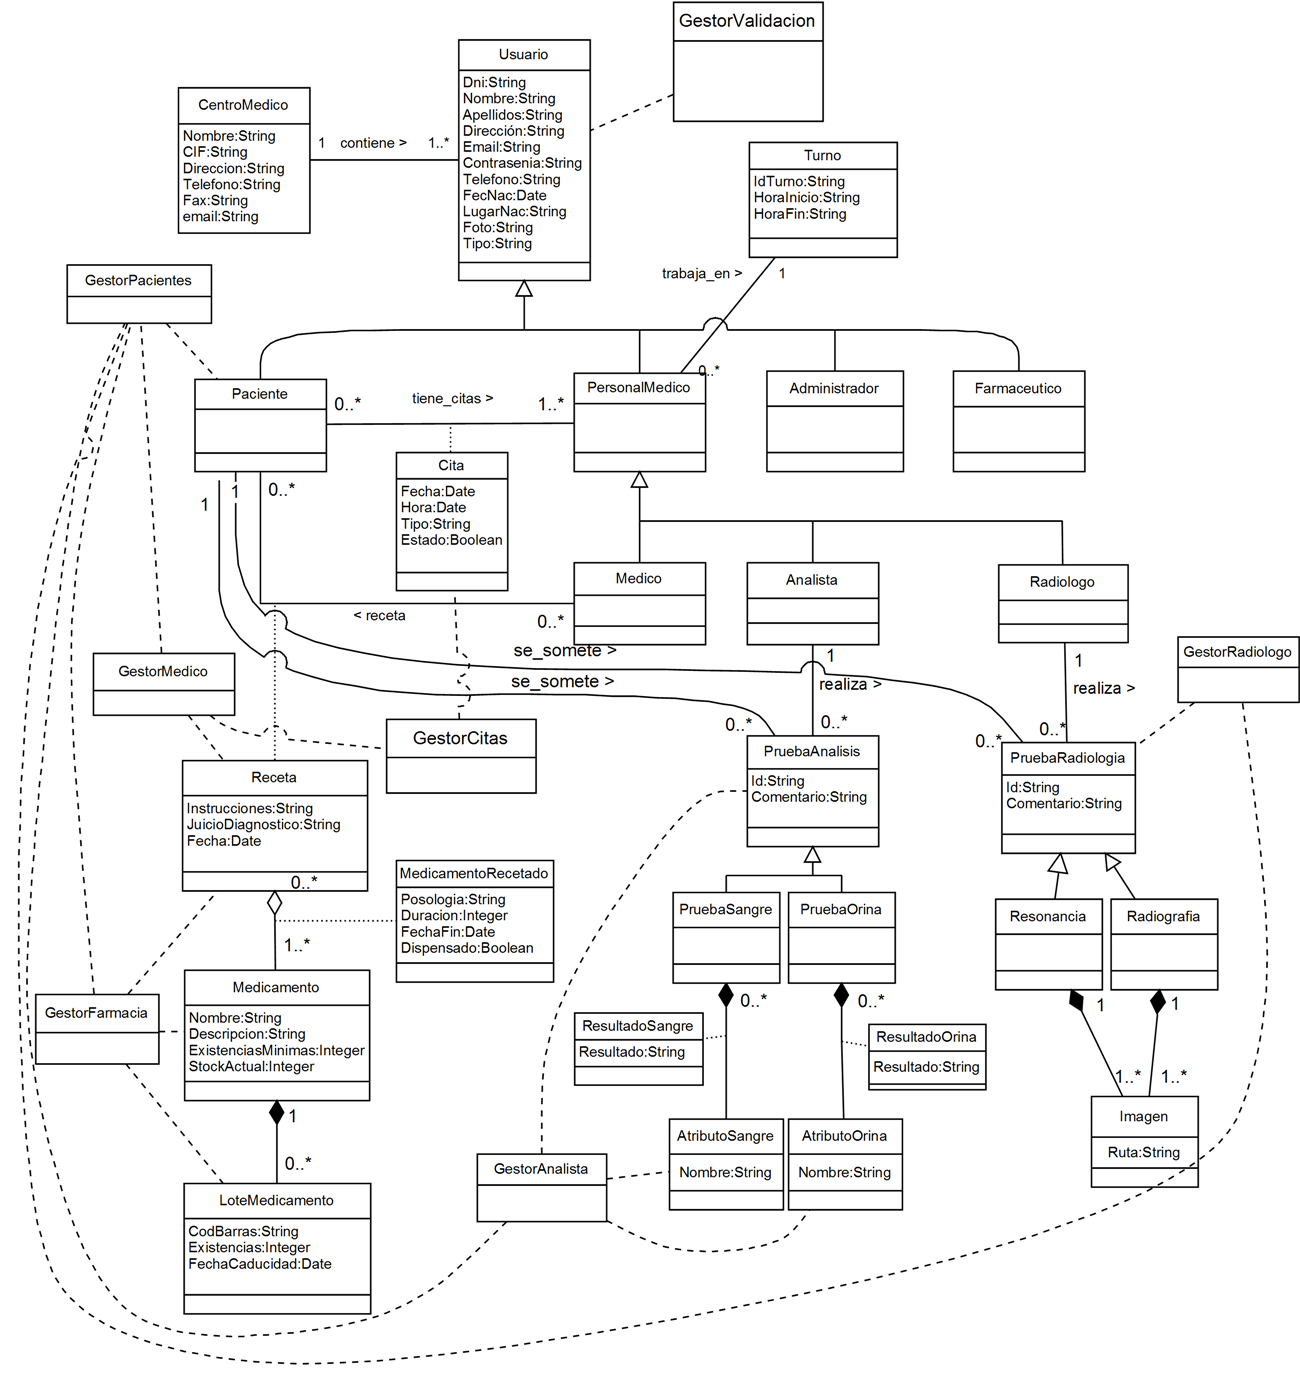 GestorValidacion
Usuario
Dni:String
Nombre:String
Apellidos:String
Dirección:String
Email:String
Contrasenia:String
Telefono:String
FecNac:Date
LugarNac:String
Foto:String
Tipo:String
CentroMedico
Nombre:String
CIF:String
Direccion:String
Telefono:String
Fax:String
email:String
1 contiene > 1..*
Turno
IdTurno:String
HoraInicio:String
HoraFin:String
trabaja_en > 1
0..*
GestorPacientes
Paciente
PersonalMedico
Administrador
Farmaceutico
0..* tiene_citas > 1..*
Cita
Fecha:Date
Hora:Date
Tipo:String
Estado:Boolean
1 1 0..*
Medico
Analista
Radiologo
< receta 0..*
se_somete >
se_somete >
1
realiza >
0..* 0..*
1
realiza >
0..* 0..*
GestorRadiologo
GestorMedico
GestorCitas
Receta
Instrucciones:String
JuicioDiagnostico:String
Fecha:Date
0..*
1..*
MedicamentoRecetado
Posologia:String
Duracion:Integer
FechaFin:Date
Dispensado:Boolean
PruebaAnalisis
Id:String
Comentario:String
PruebaRadiologia
Id:String
Comentario:String
PruebaSangre
PruebaOrina
Resonancia
Radiografia
0..* 0..*
1 1
GestorFarmacia
Medicamento
Nombre:String
Descripcion:String
ExistenciasMinimas:Integer
StockActual:Integer
1
0..*
ResultadoSangre
Resultado:String
ResultadoOrina
Resultado:String
1..* 1..*
Imagen
Ruta:String
AtributoSangre
Nombre:String
AtributoOrina
Nombre:String
GestorAnalista
LoteMedicamento
CodBarras:String
Existencias:Integer
FechaCaducidad:Date